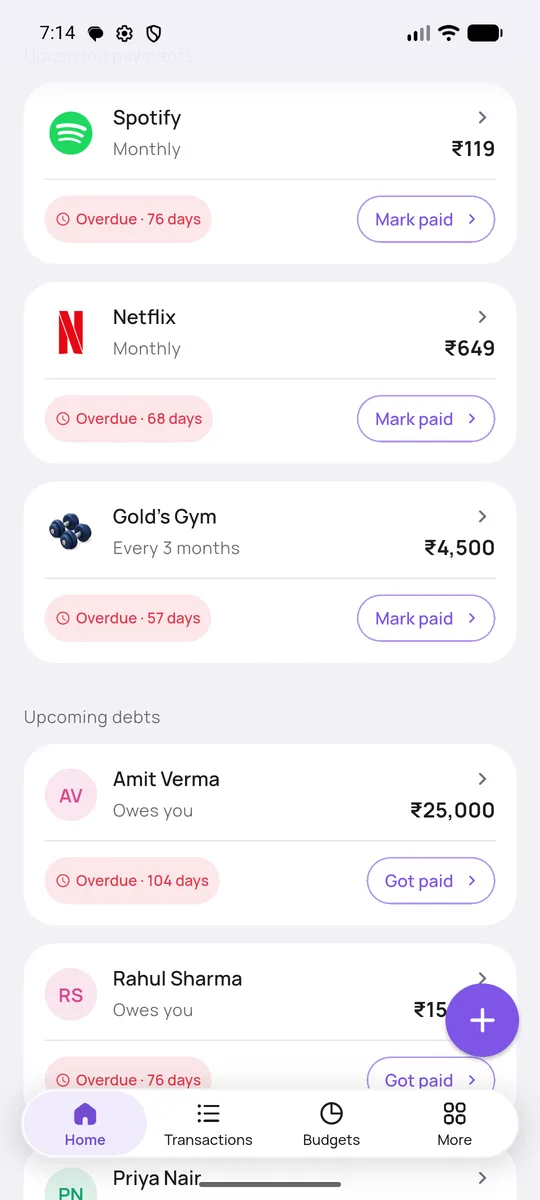 7:14
Upcoming payments
Spotify
Monthly
₹119
Overdue · 76 days
Mark paid
Netflix
Monthly
₹649
Overdue · 68 days
Mark paid
Gold's Gym
Every 3 months
₹4,500
Overdue · 57 days
Mark paid
Upcoming debts
AV
Amit Verma
Owes you
₹25,000
Overdue · 104 days
Got paid
RS
Rahul Sharma
Owes you
₹15
Overdue · 76 days
Got paid
Home
Transactions
Budgets
More
PN
Priya Nair